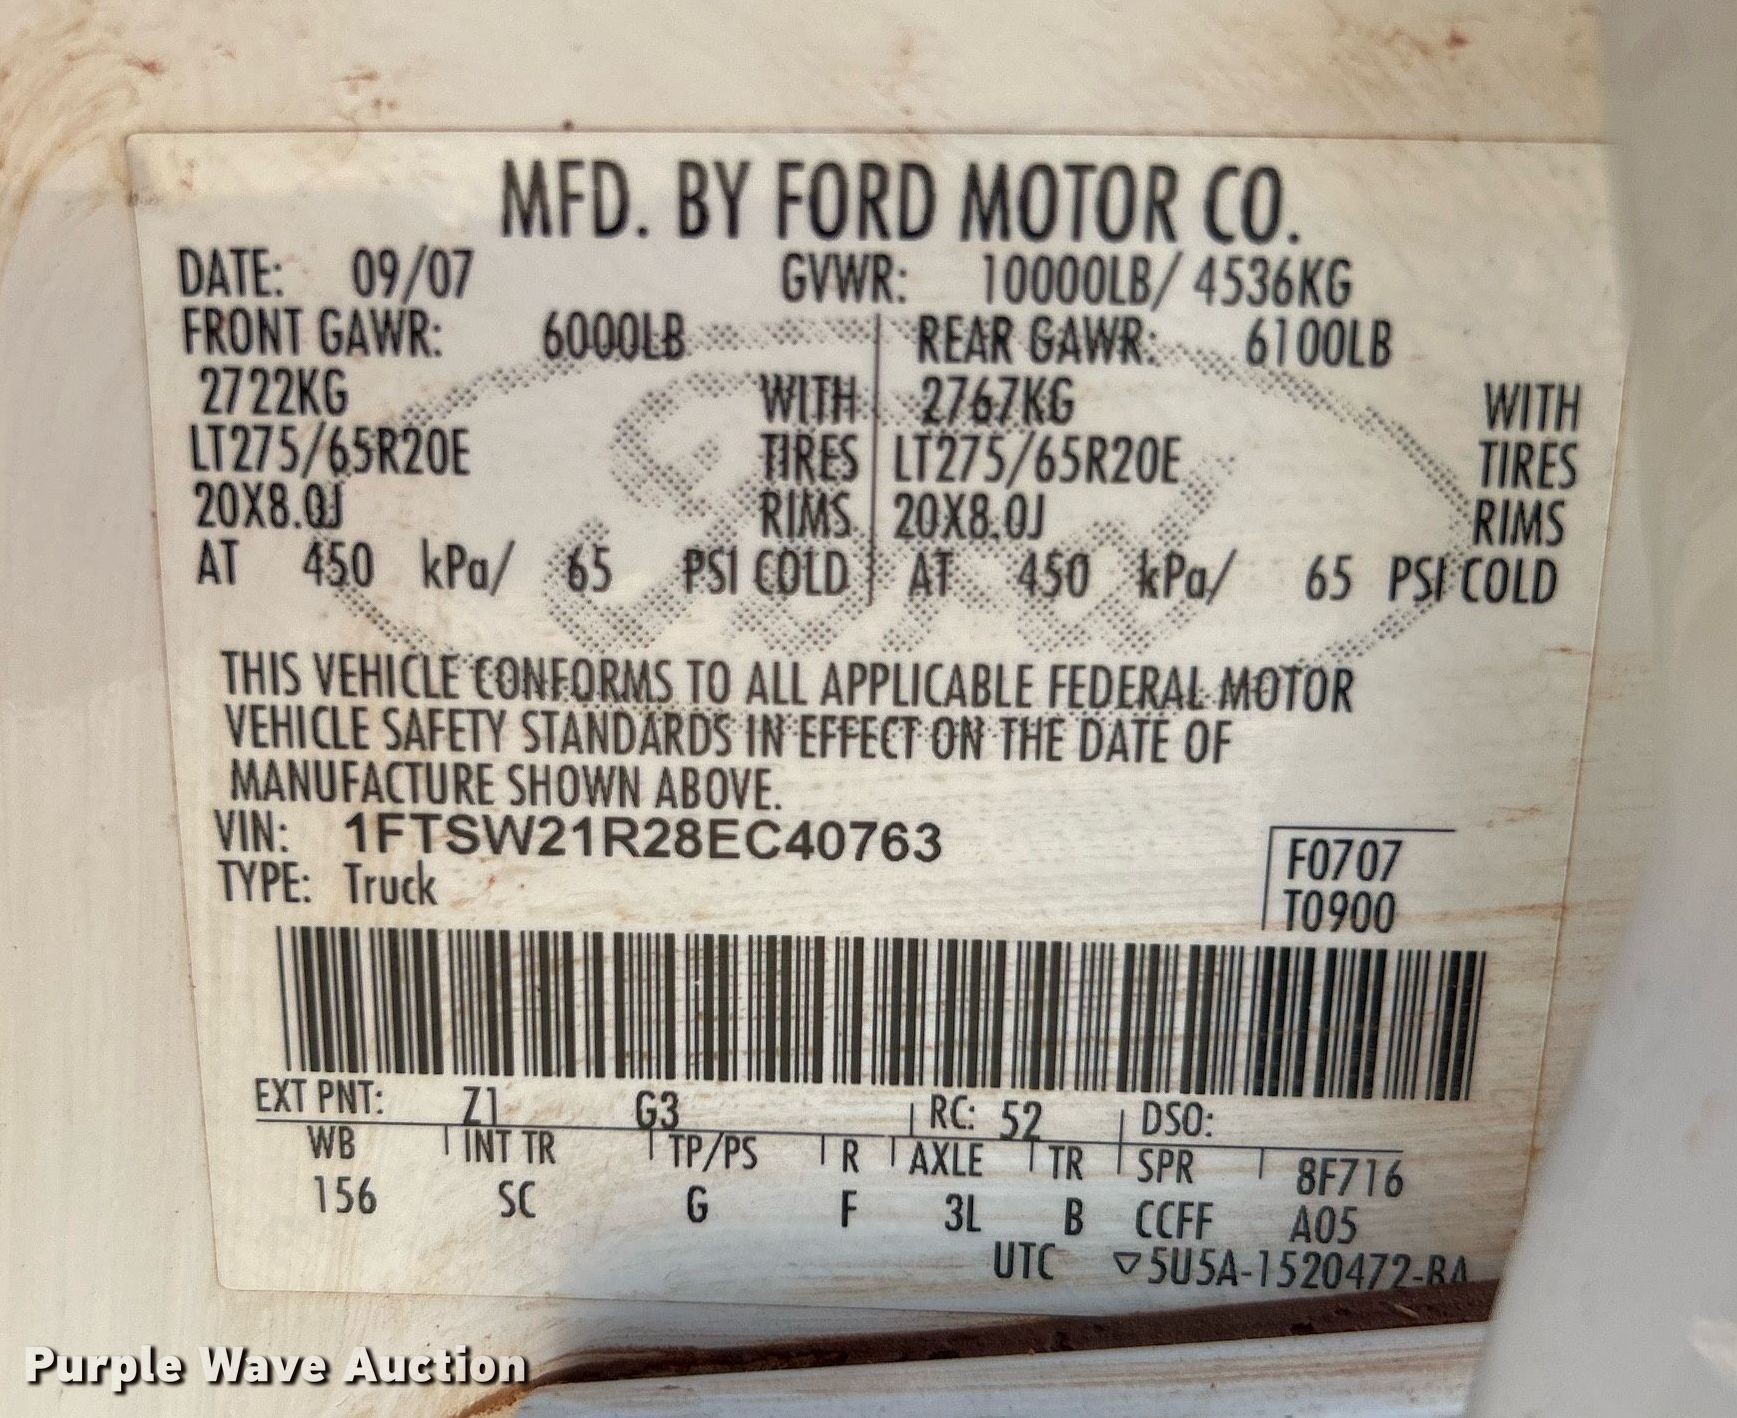 MFD. BY FORD MOTOR CO.
DATE: 09/07 GVWR: 10000LB/ 4536KG
FRONT GAWR: 6000LB REAR GAWR: 6100LB
2722KG WITH 2767KG WITH
LT275/65R20E TIRES LT275/65R20E TIRES
20X8.0J RIMS 20X8.0J RIMS
AT 450 kPa/ 65 PSI COLD AT 450 kPa/ 65 PSI COLD
Ford
THIS VEHICLE CONFORMS TO ALL APPLICABLE FEDERAL MOTOR
VEHICLE SAFETY STANDARDS IN EFFECT ON THE DATE OF
MANUFACTURE SHOWN ABOVE.
VIN: 1FTSW21R28EC40763
TYPE: Truck
F0707
T0900
EXT PNT: Z1 G3 RC: 52 DSO:
WB INT TR TP/PS R AXLE TR SPR 8F716
156 SC G F 3L B CCFF A05
UTC ▽5U5A-1520472-BA
Purple Wave Auction